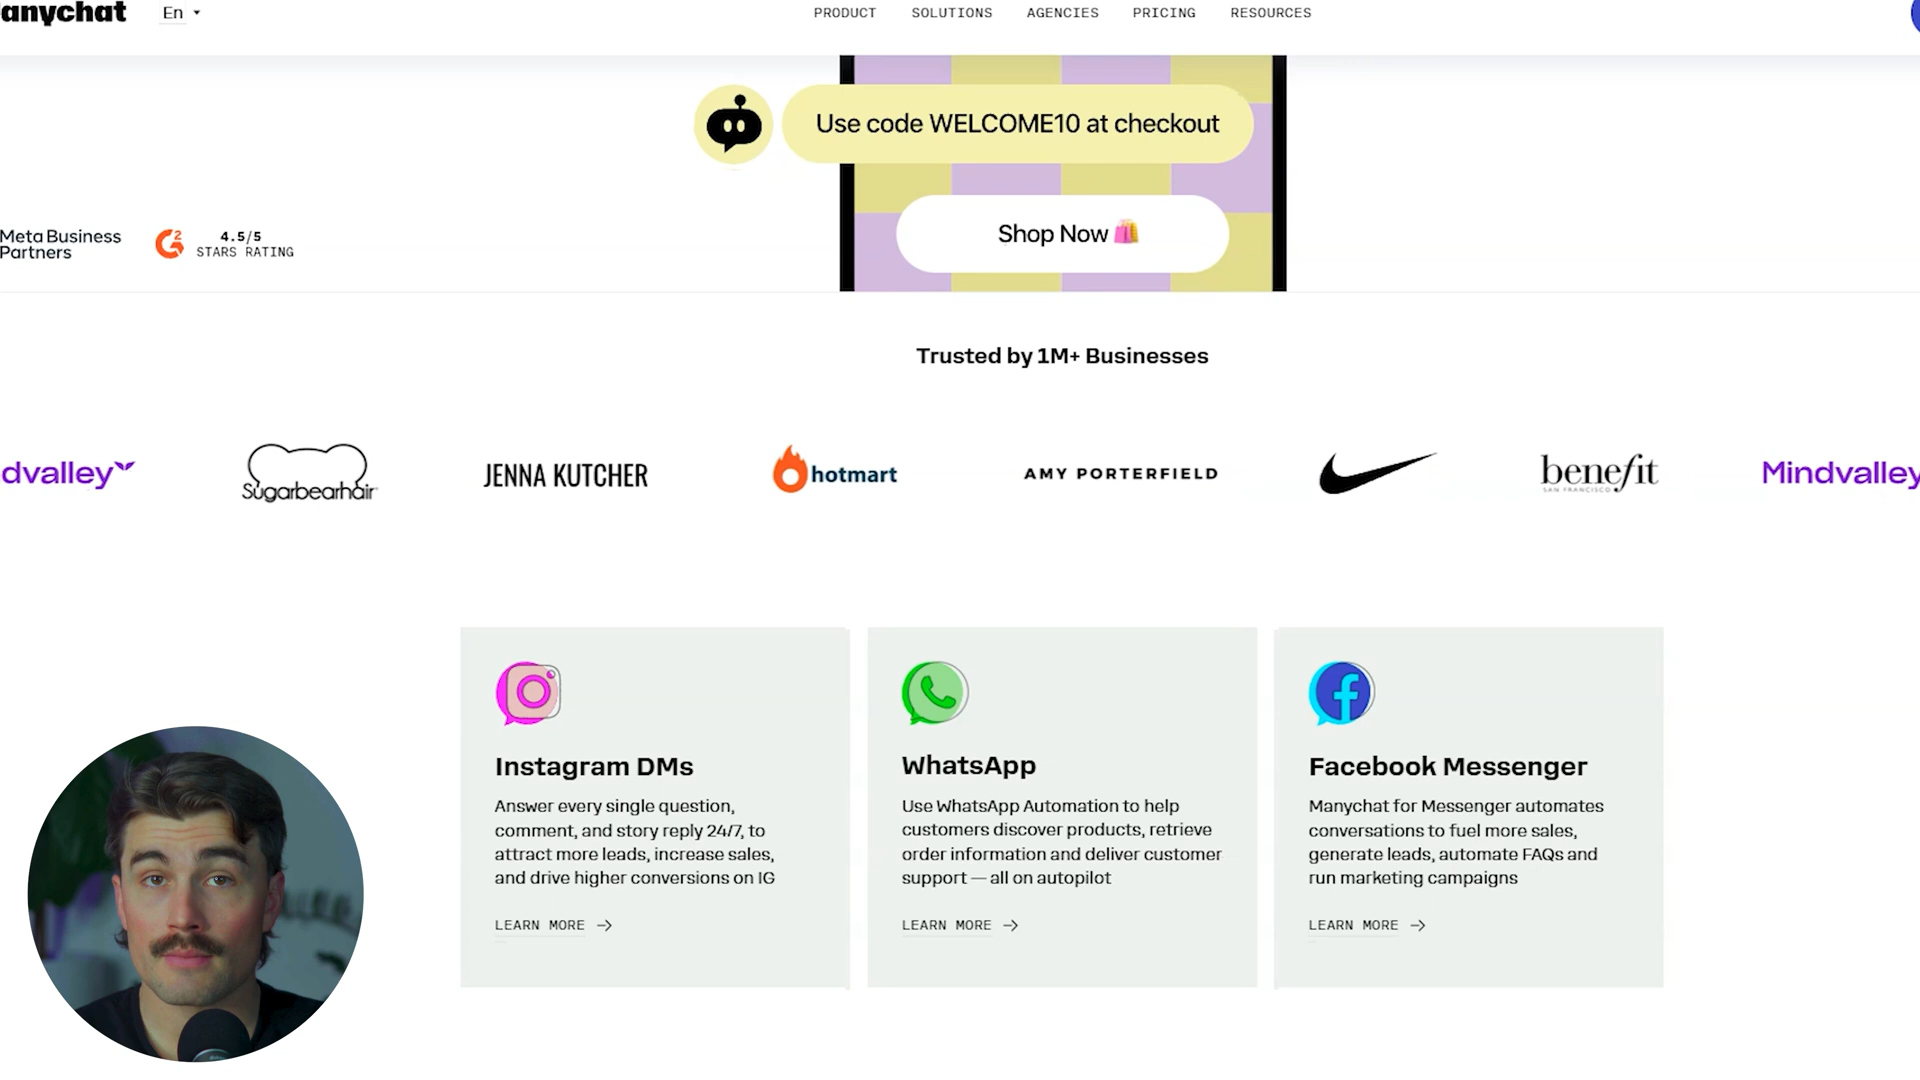 anychat
En
PRODUCT
SOLUTIONS
AGENCIES
PRICING
RESOURCES
Use code WELCOME10 at checkout
Shop Now
Meta Business
Partners
4.5/5
STARS RATING
Trusted by 1M+ Businesses
dvalley
Sugarbearhair
JENNA KUTCHER
hotmart
AMY PORTERFIELD
benefit
SAN FRANCISCO
Mindvalley
Instagram DMs
Answer every single question,
comment, and story reply 24/7, to
attract more leads, increase sales,
and drive higher conversions on IG
LEARN MORE →
WhatsApp
Use WhatsApp Automation to help
customers discover products, retrieve
order information and deliver customer
support — all on autopilot
LEARN MORE →
Facebook Messenger
Manychat for Messenger automates
conversations to fuel more sales,
generate leads, automate FAQs and
run marketing campaigns
LEARN MORE →